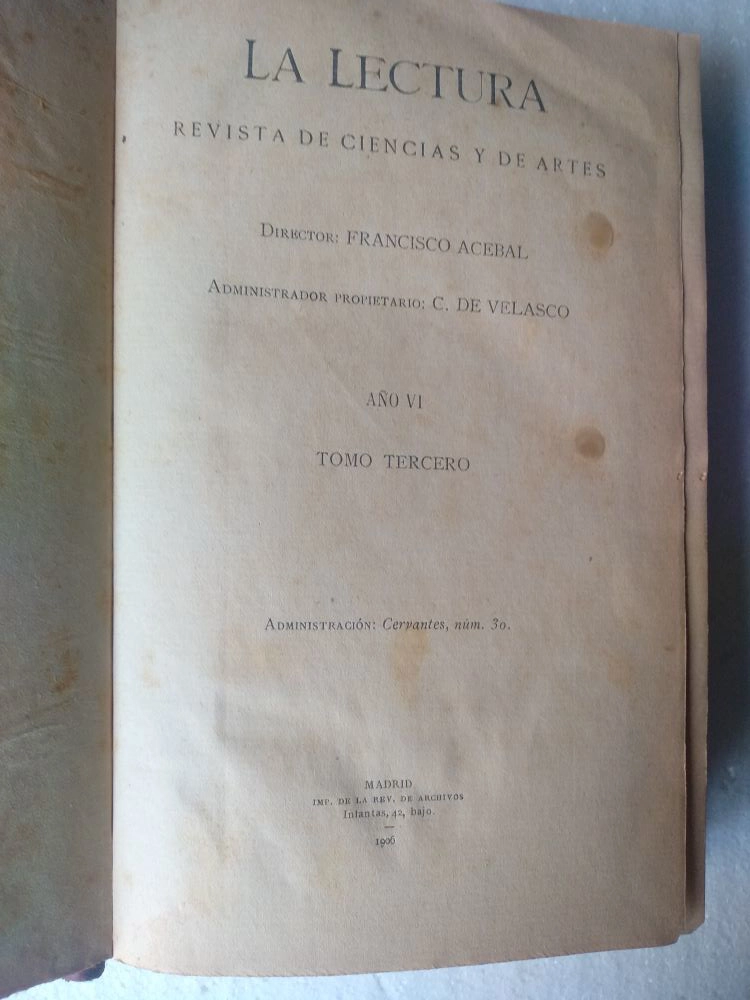 LA LECTURA
REVISTA DE CIENCIAS Y DE ARTES
DIRECTOR: FRANCISCO ACEBAL
ADMINISTRADOR PROPIETARIO: C. DE VELASCO
AÑO VI
TOMO TERCERO
ADMINISTRACIÓN: Cervantes, núm. 30.
MADRID
IMP. DE LA REV. DE ARCHIVOS
Infantas, 42, bajo.
1906